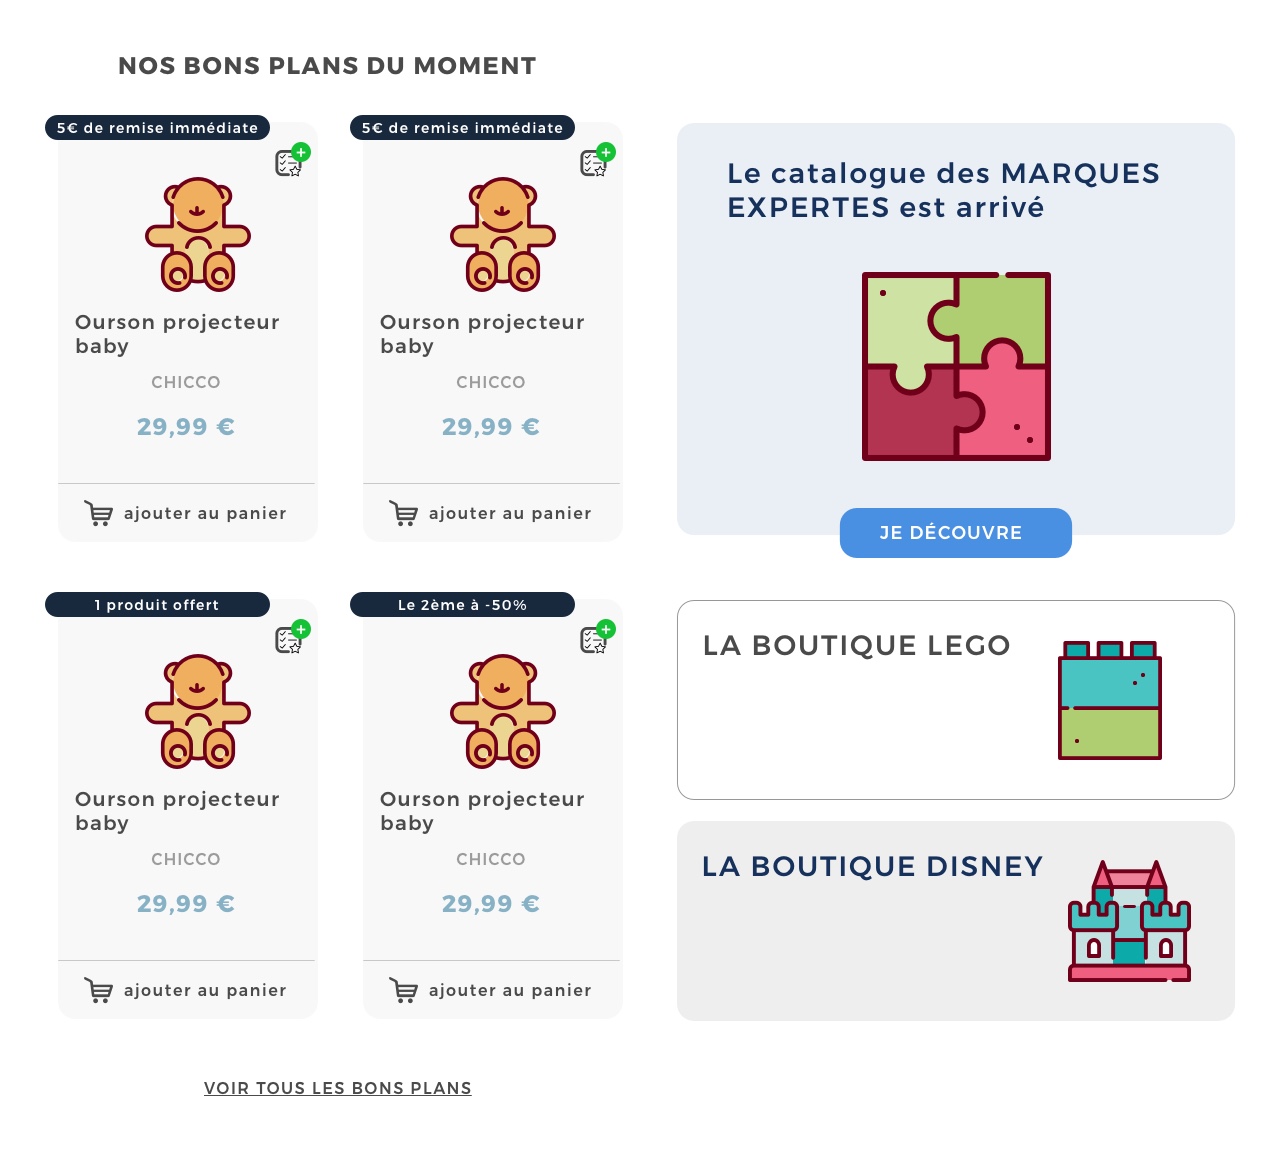 NOS BONS PLANS DU MOMENT
5€ de remise immédiate
Ourson projecteur
baby
CHICCO
29,99 €
ajouter au panier
5€ de remise immédiate
Ourson projecteur
baby
CHICCO
29,99 €
ajouter au panier
1 produit offert
Ourson projecteur
baby
CHICCO
29,99 €
ajouter au panier
Le 2ème à -50%
Ourson projecteur
baby
CHICCO
29,99 €
ajouter au panier
VOIR TOUS LES BONS PLANS
Le catalogue des MARQUES
EXPERTES est arrivé
JE DÉCOUVRE
LA BOUTIQUE LEGO
LA BOUTIQUE DISNEY